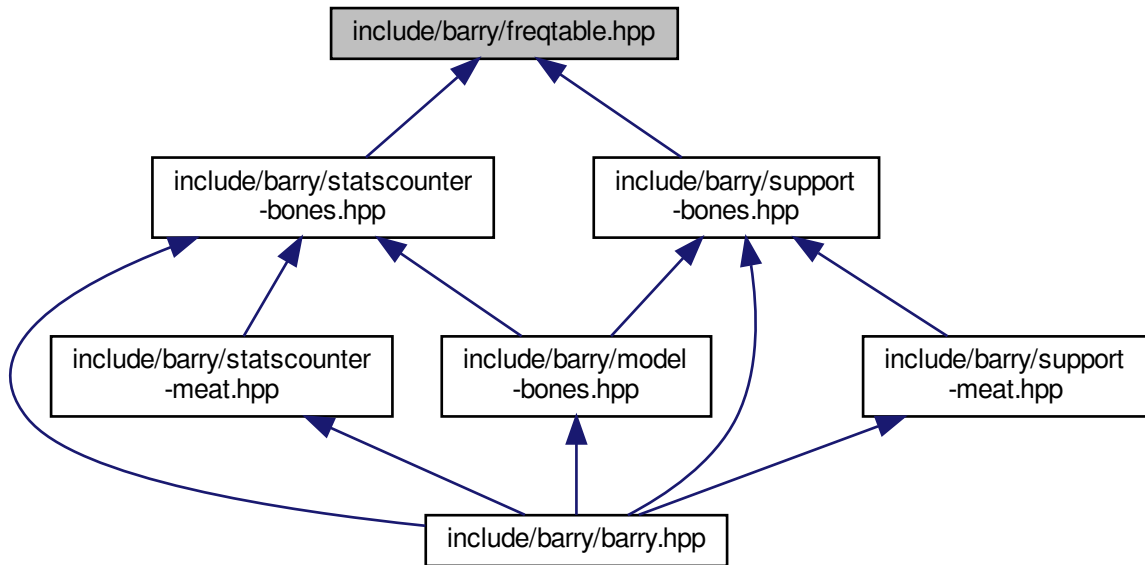 include/barry/freqtable.hpp
include/barry/statscounter
-bones.hpp
include/barry/support
-bones.hpp
include/barry/statscounter
-meat.hpp
include/barry/model
-bones.hpp
include/barry/support
-meat.hpp
include/barry/barry.hpp